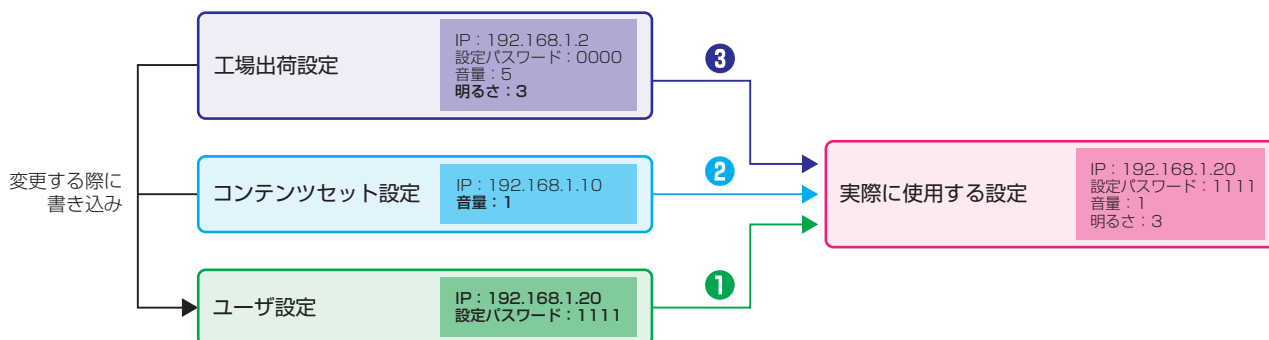 工場出荷設定
IP:192.168.1.2
設定パスワード:0000
音量:5
明るさ:3
❸
変更する際に
書き込み
コンテンツセット設定
IP:192.168.1.10
音量:1
❷
実際に使用する設定
IP:192.168.1.20
設定パスワード:1111
音量:1
明るさ:3
ユーザ設定
IP:192.168.1.20
設定パスワード:1111
❶